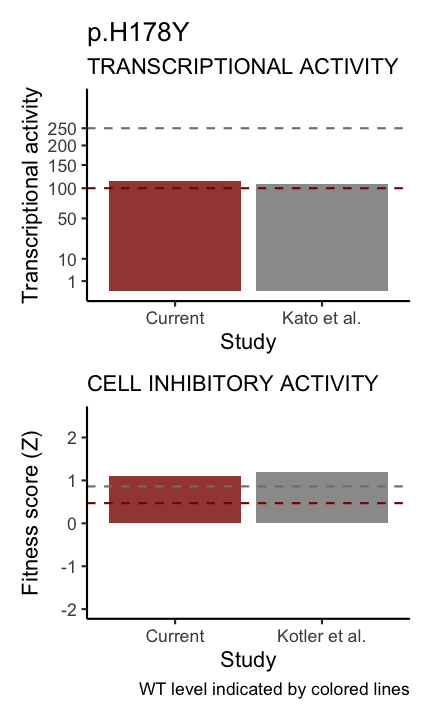 p.H178Y
TRANSCRIPTIONAL ACTIVITY
Transcriptional activity
250
200
150
100
50
10
1
Current
Kato et al.
Study
CELL INHIBITORY ACTIVITY
Fitness score (Z)
2
1
0
-1
-2
Current
Kotler et al.
Study
WT level indicated by colored lines